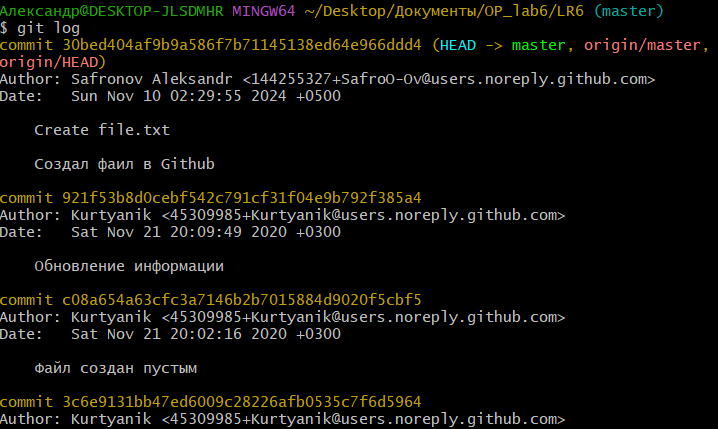 Александр@DESKTOP-JLSDMHR MINGW64 ~/Desktop/Документы/OP_lab6/LR6 (master)
$ git log
commit 30bed404af9b9a586f7b71145138ed64e966ddd4 (HEAD -> master, origin/master,
origin/HEAD)
Author: Safronov Aleksandr <144255327+SafroO-Ov@users.noreply.github.com>
Date:   Sun Nov 10 02:29:55 2024 +0500
    Create file.txt
    Создал фаил в Github
commit 921f53b8d0cebf542c791cf31f04e9b792f385a4
Author: Kurtyanik <45309985+Kurtyanik@users.noreply.github.com>
Date:   Sat Nov 21 20:09:49 2020 +0300
    Обновление информации
commit c08a654a63cfc3a7146b2b7015884d9020f5cbf5
Author: Kurtyanik <45309985+Kurtyanik@users.noreply.github.com>
Date:   Sat Nov 21 20:02:16 2020 +0300
    Файл создан пустым
commit 3c6e9131bb47ed6009c28226afb0535c7f6d5964
Author: Kurtyanik <45309985+Kurtyanik@users.noreply.github.com>